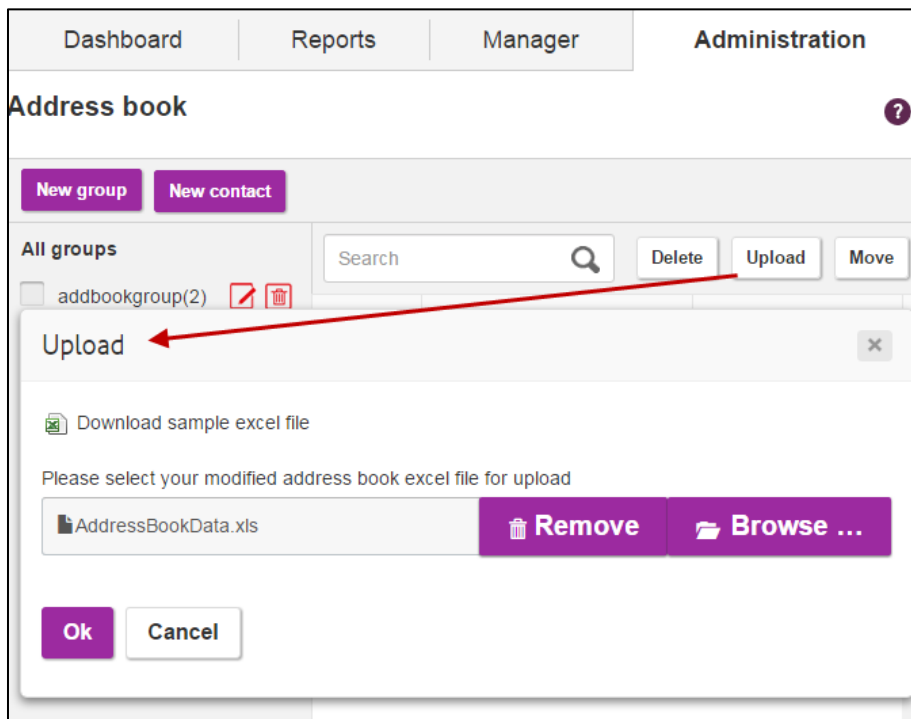 Dashboard Reports Manager Administration
Address book ?
New group New contact
All groups Search Delete Upload Move
addbookgroup(2)
Upload ×
Download sample excel file
Please select your modified address book excel file for upload
AddressBookData.xls Remove Browse ...
Ok Cancel